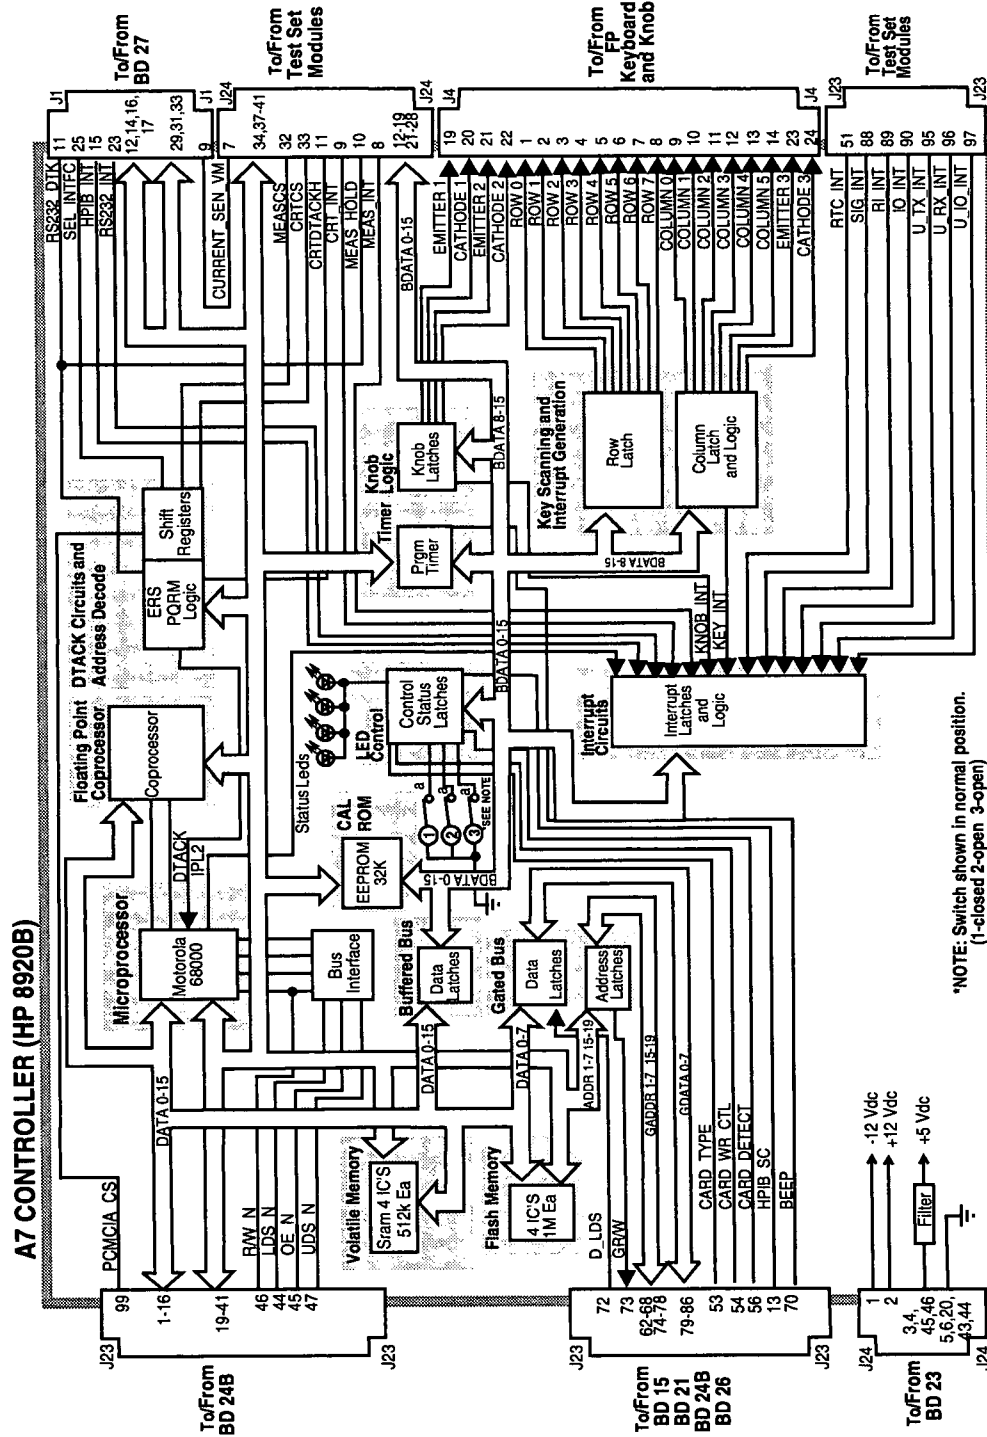 A7 CONTROLLER (HP 8920B)
To/From
BD 24B
J23
99
1-16
19-41
46
44
45
47
J23
PCMCIA_CS
DATA 0-15
R/W_N
LDS_N
OE_N
UDS_N
To/From
BD 15
BD 21
BD 24B
BD 26
J23
72
73
62-68
74-78
79-86
53
54
56
13
70
J23
D_LDS
GR/W
GADDR 1-7 15-19
GDATA 0-7
CARD TYPE
CARD_WR_CTL
CARD_DETECT
HPIB_SC
BEEP
To/From
BD 23
J24
1
2
3,4,
45,46
5,6,20,
43,44
J24
-12 Vdc
+12 Vdc
+5 Vdc
Filter
Volatile Memory
Sram 4 IC'S
512k Ea
Flash Memory
4 IC'S
1M Ea
Microprocessor
Motorola
68000
DTACK
IPL2
Bus
Interface
Buffered Bus
Data
Latches
DATA 0-15
Gated Bus
Data
Latches
DATA 0-7
Address
Latches
ADDR 1-7 15-19
Floating Point
Coprocessor
Coprocessor
DTACK Circuits and
Address Decode
ERS
PQRM
Logic
Shift
Registers
CAL
ROM
EEPROM
32K
BDATA 0-15
Status Leds
LED
Control
Control
Status
Latches
1
2
3
a
a
a
*SEE NOTE
BDATA 0-15
Timer
Prgm
Timer
Knob
Logic
Knob
Latches
BDATA 8-15
Key Scanning and
Interrupt Generation
Row
Latch
Column
Latch
and Logic
BDATA 8-15
KNOB_INT
KEY_INT
Interrupt
Circuits
Interrupt
Latches
and
Logic
J1
11
25
15
23
12,14,16,
17
29,31,33
9
J1
To/From
BD 27
RS232_DTK
SEL_INTFC
HPIB_INT
RS232_INT
CURRENT_SEN_VM
J24
7
34,37-41
32
33
11
9
10
8
12-19
21-28
J24
To/From
Test Set
Modules
MEASCS
CRTCS
CRTDTACKH
CRT_INT
MEAS_HOLD
MEAS_INT
BDATA 0-15
J4
19
20
21
22
1
2
3
4
5
6
7
8
9
10
11
12
13
14
23
24
J4
To/From
FP
Keyboard
and Knob
EMITTER 1
CATHODE 1
EMITTER 2
CATHODE 2
ROW 0
ROW 1
ROW 2
ROW 3
ROW 4
ROW 5
ROW 6
ROW 7
COLUMN 0
COLUMN 1
COLUMN 2
COLUMN 3
COLUMN 4
COLUMN 5
EMITTER 3
CATHODE 3
J23
51
88
89
90
95
96
97
J23
To/From
Test Set
Modules
RTC_INT
SIG_INT
RI_INT
IO_INT
U_TX_INT
U_RX_INT
U_IO_INT
*NOTE: Switch shown in normal position.
(1-closed 2-open 3-open)